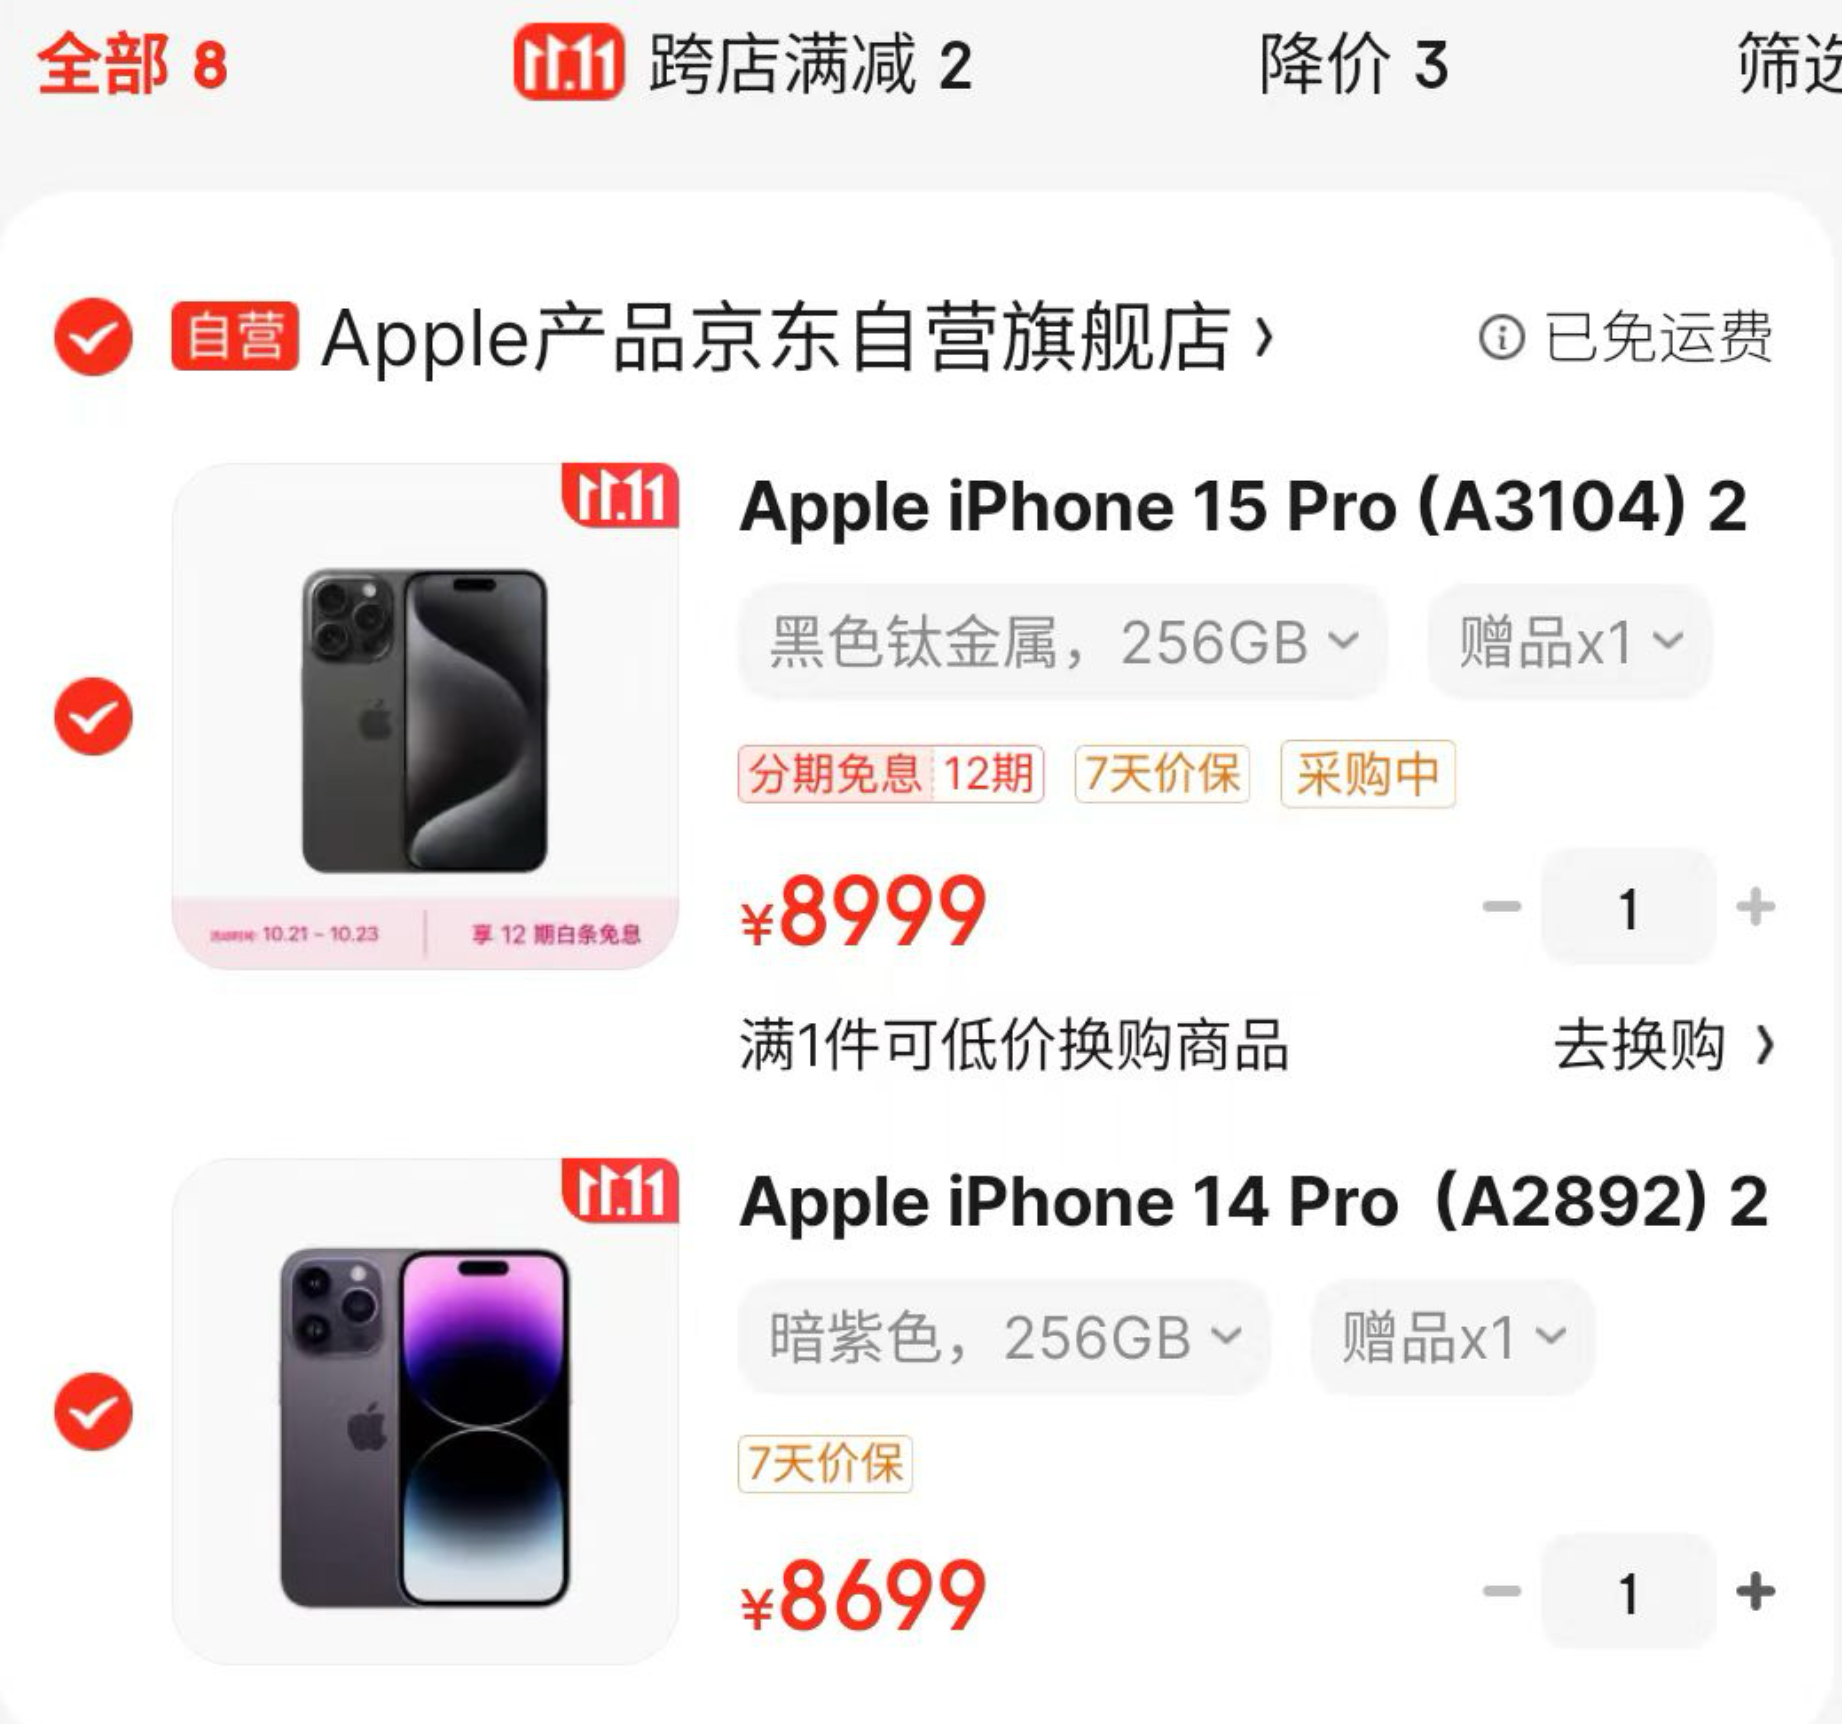 全部 8
11.11 跨店满减 2
降价 3
筛选
自营 Apple产品京东自营旗舰店 ›
已免运费
11.11
Apple iPhone 15 Pro (A3104) 2
黑色钛金属，256GB
赠品x1
分期免息 12期
7天价保
采购中
10.21 - 10.23
享 12 期白条免息
¥8999
1
满1件可低价换购商品
去换购 ›
11.11
Apple iPhone 14 Pro（A2892) 2
暗紫色，256GB
赠品x1
7天价保
¥8699
1